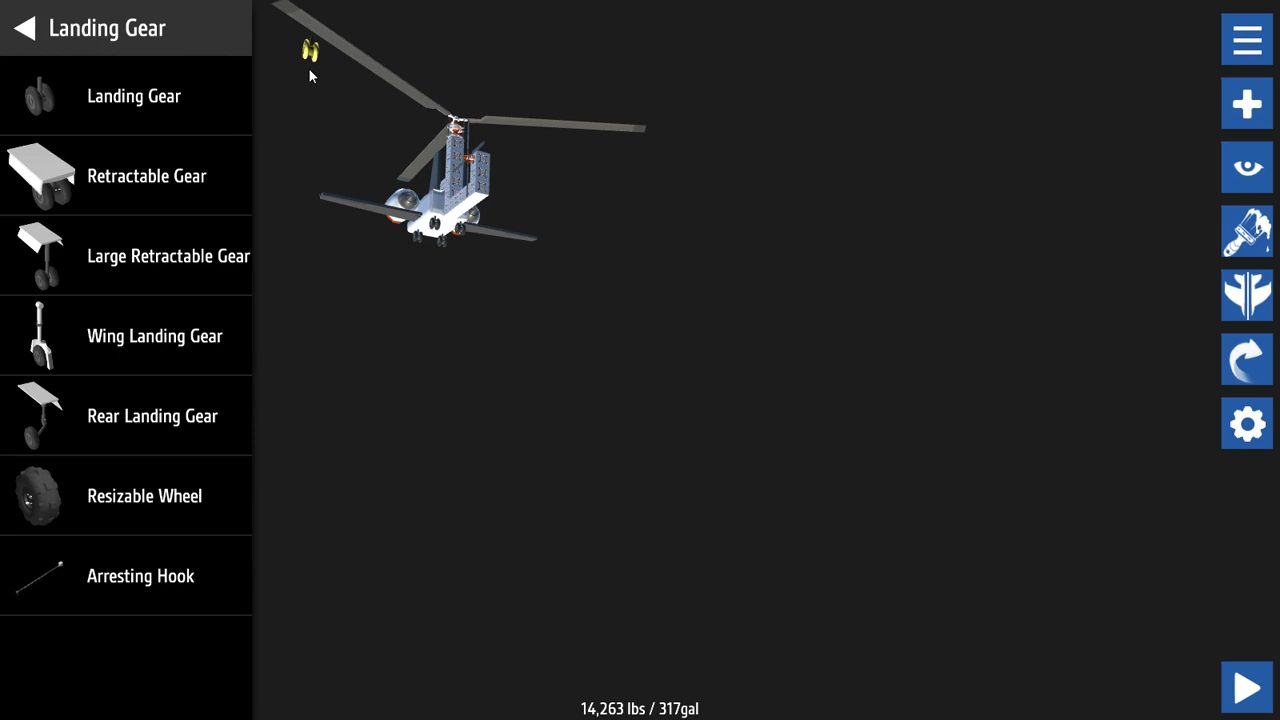 Landing Gear
Landing Gear
Retractable Gear
Large Retractable Gear
Wing Landing Gear
Rear Landing Gear
Resizable Wheel
Arresting Hook
14,263 lbs / 317gal